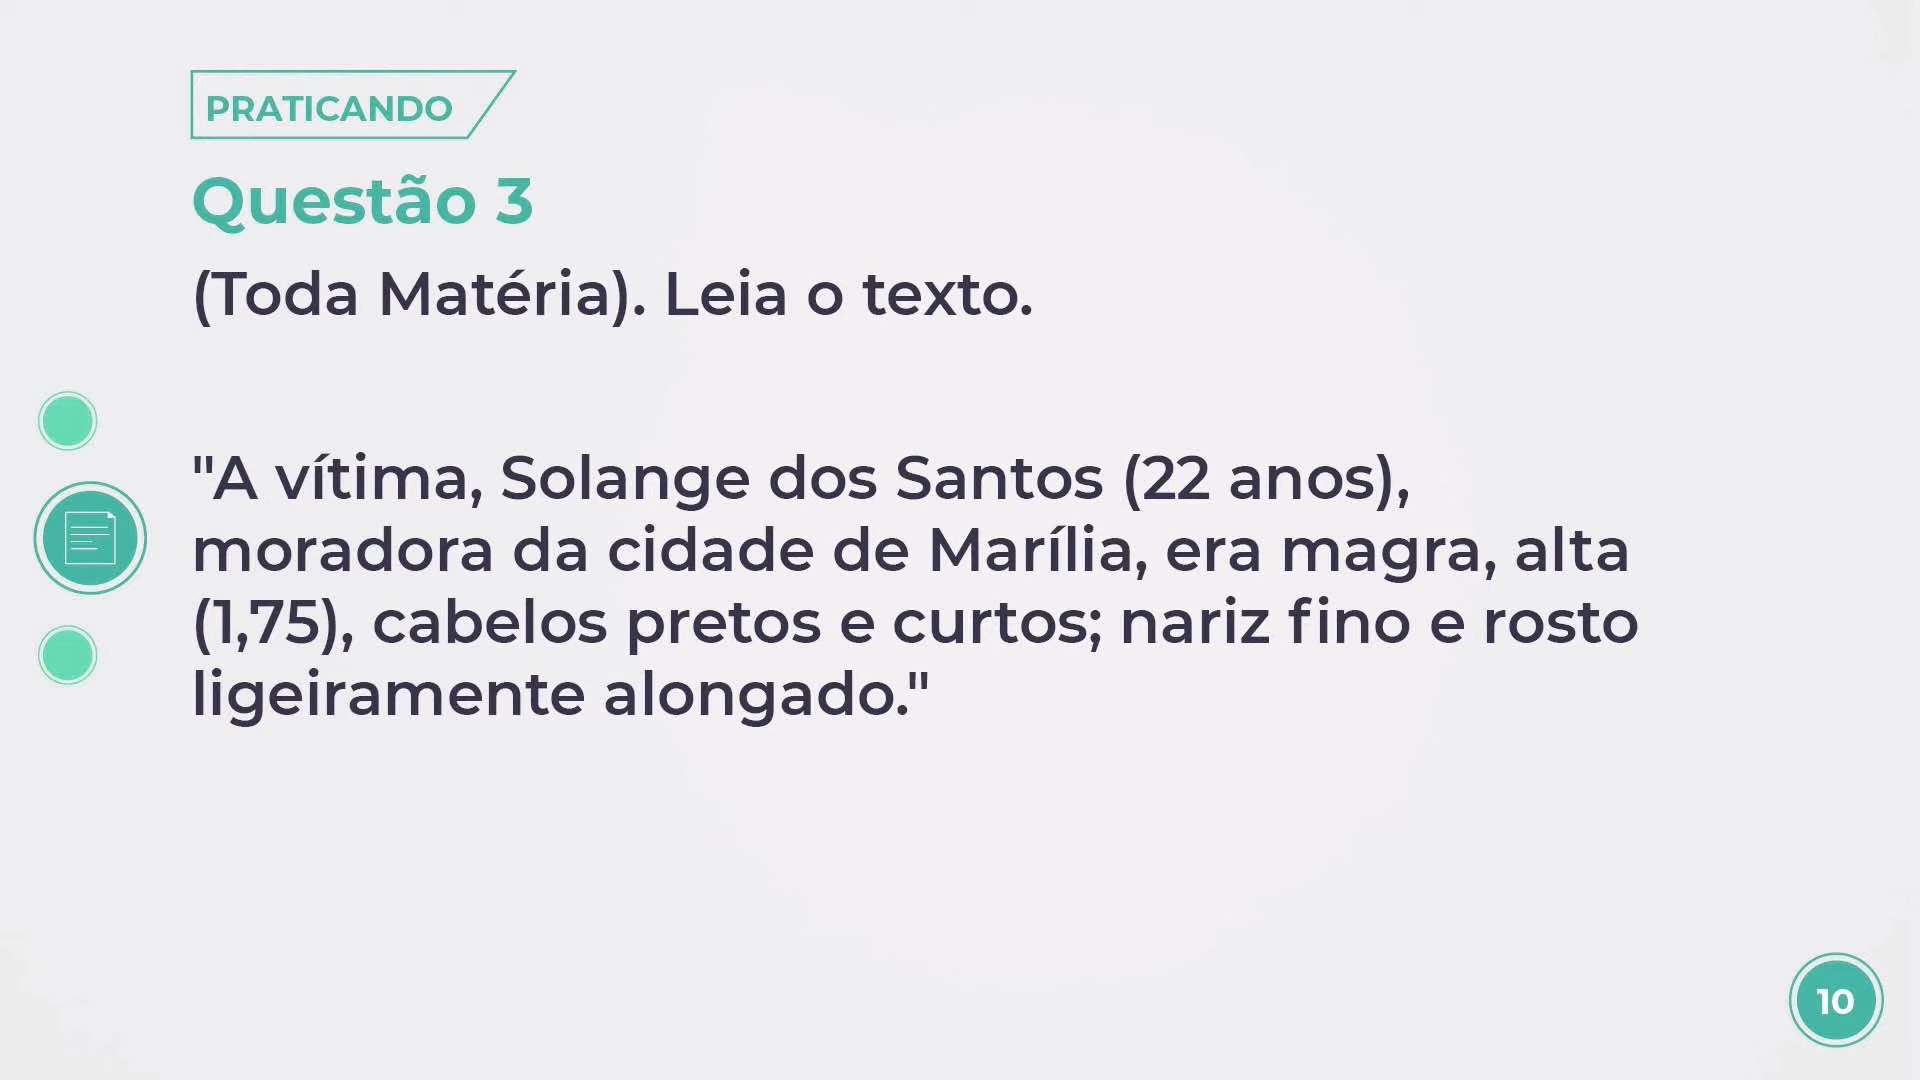 PRATICANDO
Questão 3
(Toda Matéria). Leia o texto.
"A vítima, Solange dos Santos (22 anos),
moradora da cidade de Marília, era magra, alta
(1,75), cabelos pretos e curtos; nariz fino e rosto
ligeiramente alongado."
10